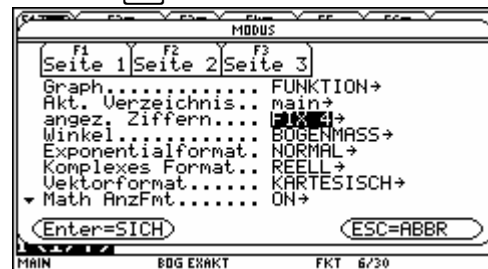 MODUS
F1 F2 F3
Seite 1 Seite 2 Seite 3
Graph............. FUNKTION→
Akt. Verzeichnis.. main→
angez. Ziffern.... FIX 4→
Winkel............ BOGENMASS→
Exponentialformat. NORMAL→
Komplexes Format.. REELL→
Vektorformat...... KARTESISCH→
Math AnzFmt....... ON→
Enter=SICH ESC=ABBR
MAIN BOG EXAKT FKT 6/30